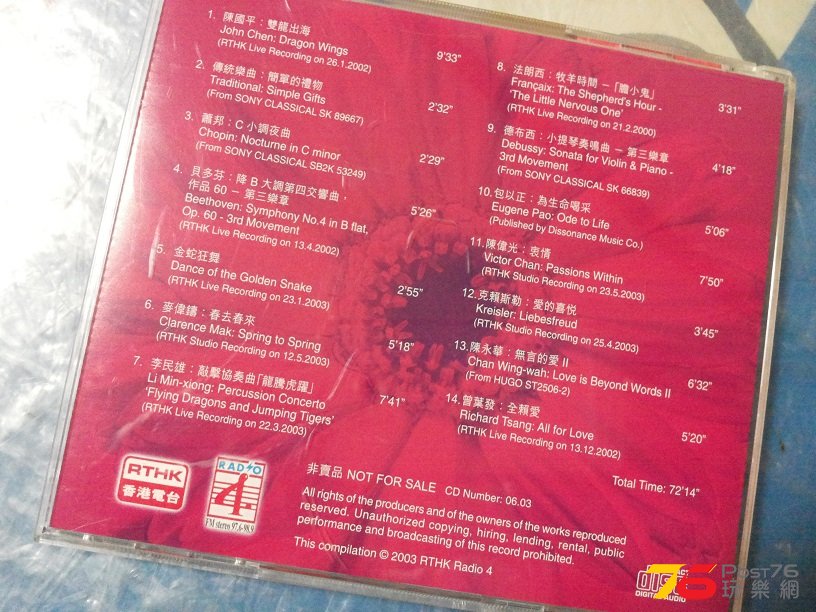 1. 陳國平：雙龍出海
John Chen: Dragon Wings
(RTHK Live Recording on 26.1.2002) 9'33"
2. 傳統樂曲：簡單的禮物
Traditional: Simple Gifts
(From SONY CLASSICAL SK 89667) 2'32"
3. 蕭邦：C 小調夜曲
Chopin: Nocturne in C minor
(From SONY CLASSICAL SB2K 53249) 2'29"
4. 貝多芬：降 B 大調第四交響曲，
作品 60 – 第三樂章
Beethoven: Symphony No.4 in B flat, 5'26"
Op. 60 - 3rd Movement
(RTHK Live Recording on 13.4.2002)
5. 金蛇狂舞
Dance of the Golden Snake
(RTHK Live Recording on 23.1.2003) 2'55"
6. 麥偉鑄：春去春來
Clarence Mak: Spring to Spring
(RTHK Studio Recording on 12.5.2003) 5'18"
7. 李民雄：敲擊協奏曲「龍騰虎躍」
Li Min-xiong: Percussion Concerto
'Flying Dragons and Jumping Tigers' 7'41"
(RTHK Live Recording on 22.3.2003)
8. 法朗西：牧羊時間 –「膽小鬼」
Françaix: The Shepherd's Hour - 3'31"
'The Little Nervous One'
(RTHK Live Recording on 21.2.2000)
9. 德布西：小提琴奏鳴曲 – 第三樂章
Debussy: Sonata for Violin & Piano - 4'18"
3rd Movement
(From SONY CLASSICAL SK 66839)
10. 包以正：為生命喝采
Eugene Pao: Ode to Life
(Published by Dissonance Music Co.) 5'06"
11. 陳偉光：衷情
Victor Chan: Passions Within
(RTHK Studio Recording on 23.5.2003) 7'50"
12. 克賴斯勒：愛的喜悅
Kreisler: Liebesfreud
(RTHK Studio Recording on 25.4.2003) 3'45"
13. 陳永華：無言的愛 II
Chan Wing-wah: Love is Beyond Words II
(From HUGO ST2506-2) 6'32"
14. 曾葉發：全賴愛
Richard Tsang: All for Love
(RTHK Live Recording on 13.12.2002) 5'20"
Total Time: 72'14"
RTHK
香港電台
RADIO
4
FM stereo 97.6-98.9
非賣品 NOT FOR SALE CD Number: 06.03
All rights of the producers and of the owners of the works reproduced
reserved. Unauthorized copying, hiring, lending, rental, public
performance and broadcasting of this record prohibited.
This compilation © 2003 RTHK Radio 4
DIGITAL AUDIO
76 Post76
玩樂網